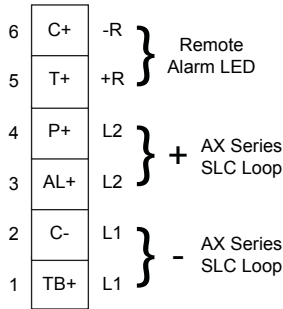 6 C+ -R
5 T+ +R
} Remote
Alarm LED
4 P+ L2
3 AL+ L2
} + AX Series
SLC Loop
2 C- L1
1 TB+ L1
} - AX Series
SLC Loop